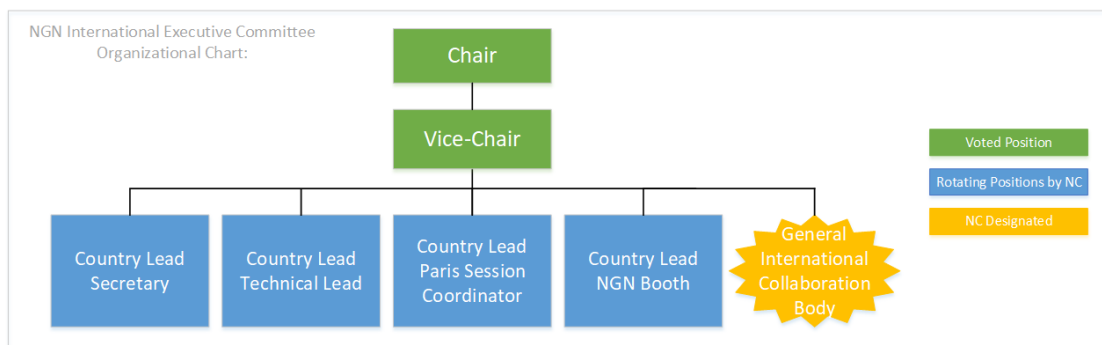 NGN International Executive Committee
Organizational Chart:
Chair
Vice-Chair
Voted Position
Rotating Positions by NC
NC Designated
Country Lead
Secretary
Country Lead
Technical Lead
Country Lead
Paris Session
Coordinator
Country Lead
NGN Booth
General
International
Collaboration
Body